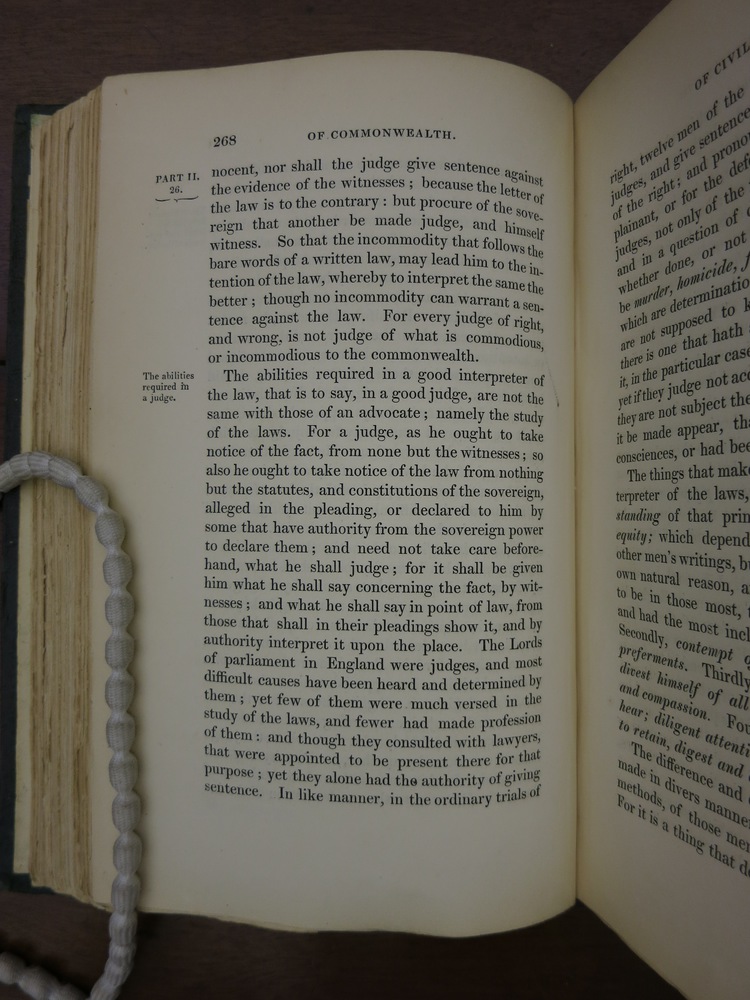 268
OF COMMONWEALTH.
PART II.
26.
nocent, nor shall the judge give sentence against
the evidence of the witnesses ; because the letter of
the law is to the contrary : but procure of the sove-
reign that another be made judge, and himself
witness. So that the incommodity that follows the
bare words of a written law, may lead him to the in-
tention of the law, whereby to interpret the same the
better ; though no incommodity can warrant a sen-
tence against the law. For every judge of right,
and wrong, is not judge of what is commodious,
or incommodious to the commonwealth.
The abilities
required in
a judge.
The abilities required in a good interpreter of
the law, that is to say, in a good judge, are not the
same with those of an advocate ; namely the study
of the laws. For a judge, as he ought to take
notice of the fact, from none but the witnesses ; so
also he ought to take notice of the law from nothing
but the statutes, and constitutions of the sovereign,
alleged in the pleading, or declared to him by
some that have authority from the sovereign power
to declare them ; and need not take care before-
hand, what he shall judge ; for it shall be given
him what he shall say concerning the fact, by wit-
nesses ; and what he shall say in point of law, from
those that shall in their pleadings show it, and by
authority interpret it upon the place. The Lords
of parliament in England were judges, and most
difficult causes have been heard and determined by
them ; yet few of them were much versed in the
study of the laws, and fewer had made profession
of them : and though they consulted with lawyers,
that were appointed to be present there for that
purpose ; yet they alone had the authority of giving
sentence. In like manner, in the ordinary trials of
OF CIVIL
right, twelve men of the
judges, and give sentence
of the right ; and prono
plainant, or for the defe
judges, not only of the
and in a question of
whether done, or not
be murder, homicide, f
which are determinatio
are not supposed to k
there is one that hath
it, in the particular case
yet if they judge not acc
they are not subject the
it be made appear, tha
consciences, or had bee
The things that make
terpreter of the laws,
standing of that prin
equity; which depend
other men's writings, b
own natural reason, a
to be in those most,
and had the most incl
Secondly, contempt o
preferments. Thirdly
divest himself of all
and compassion. Fou
hear; diligent attenti
to retain, digest and
The difference and
made in divers manne
methods, of those me
For it is a thing that de